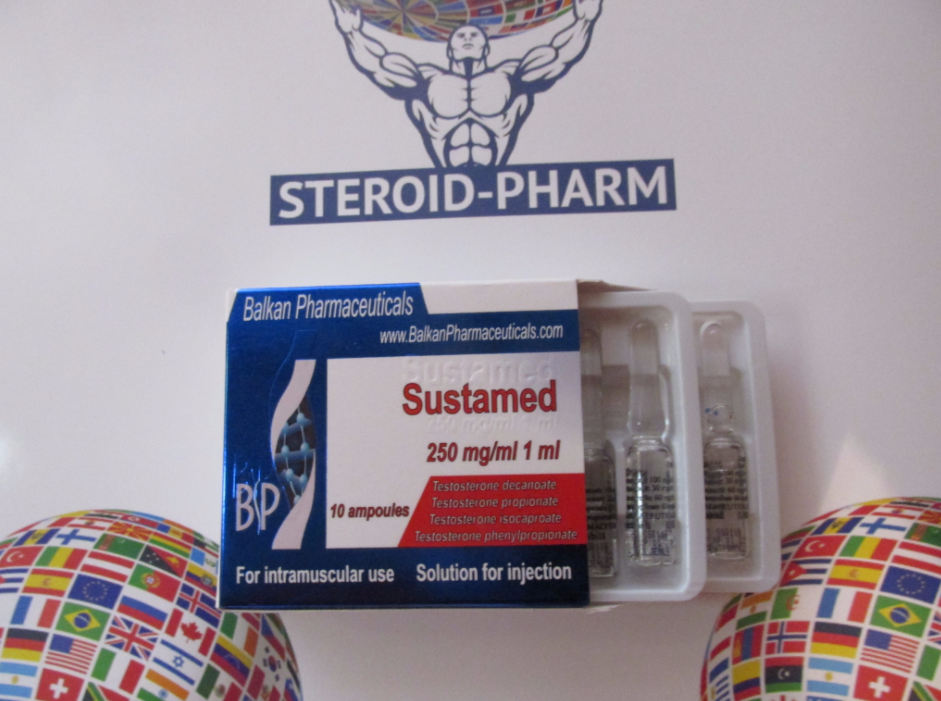 STEROID-PHARM
Balkan Pharmaceuticals
www.BalkanPharmaceuticals.com
Sustamed
250 mg/ml 1 ml
Testosterone decanoate
Testosterone propionate
10 ampoules
Testosterone isocaproate
Testosterone phenylpropionate
BP
For intramuscular use Solution for injection